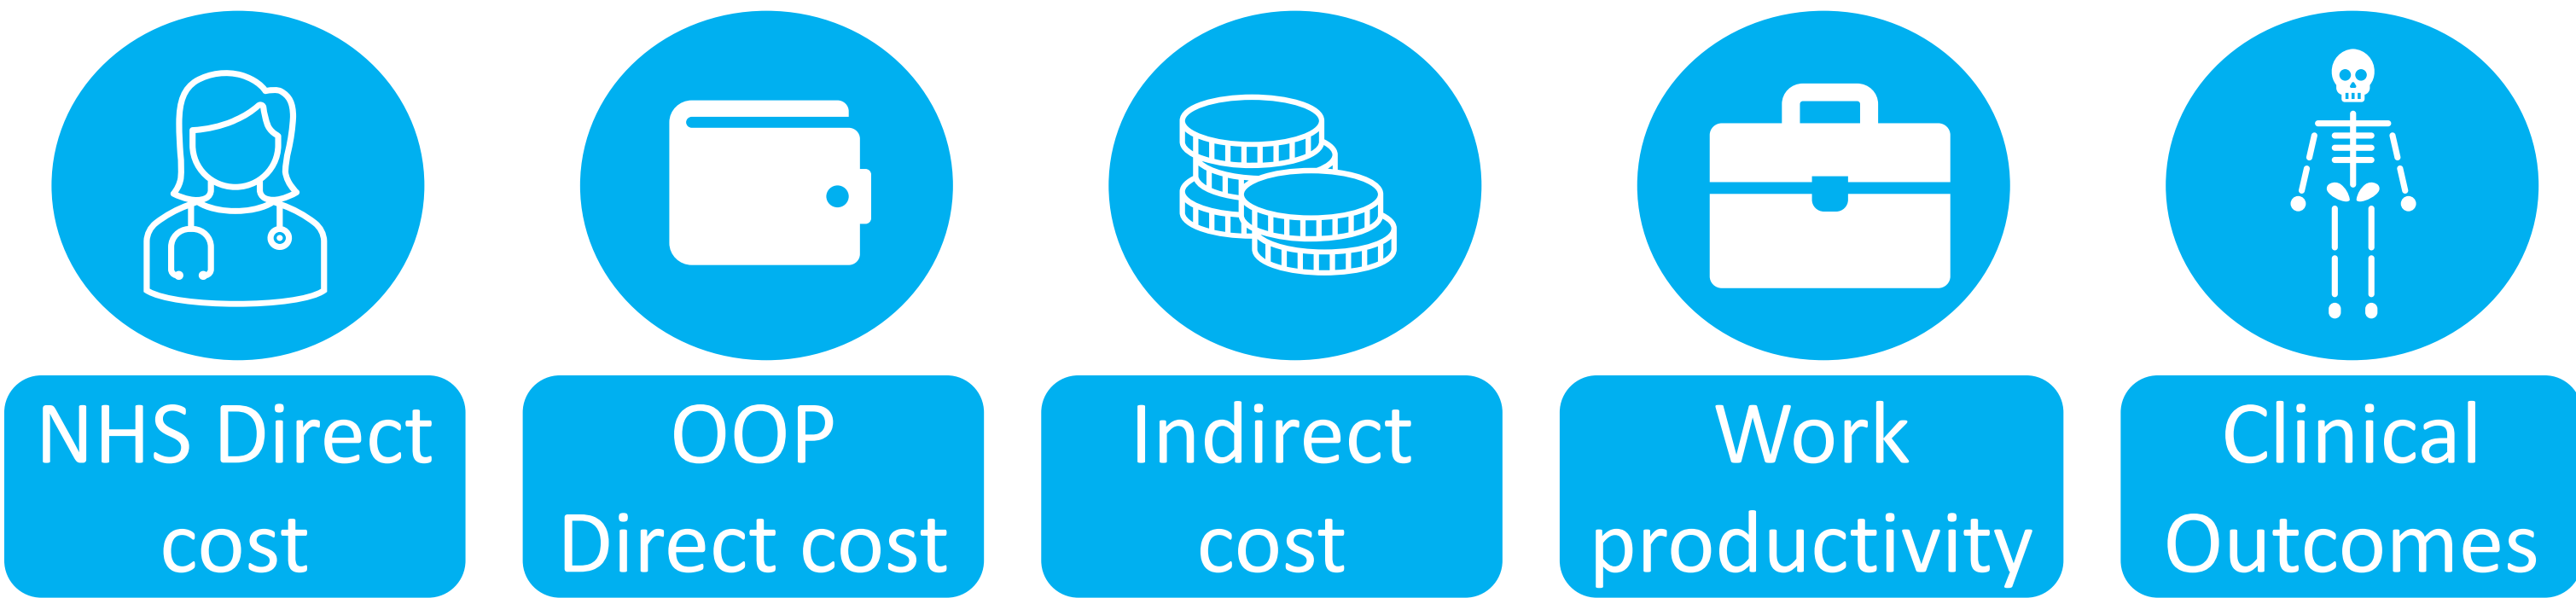 NHS Direct
cost
OOP
Direct cost
Indirect
cost
Work
productivity
Clinical
Outcomes